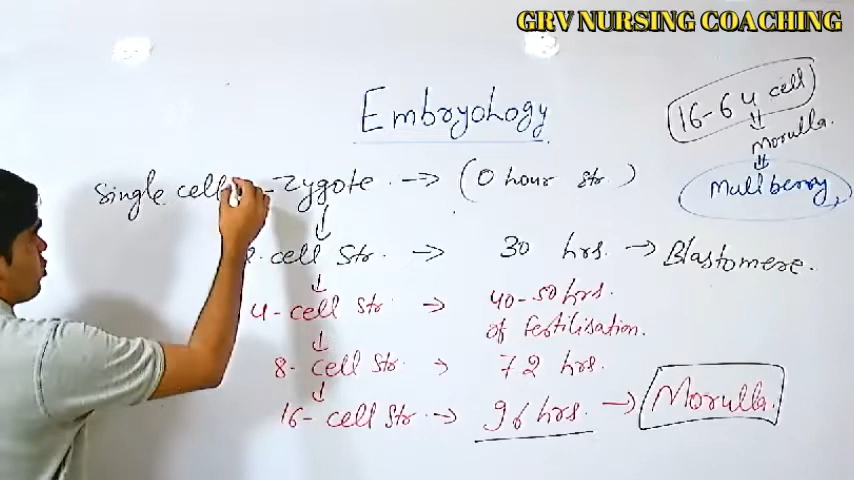 GRV NURSING COACHING
Embryology
16-64 cell
Morulla.
Mullberry,
single cell - Zygote. → (0 hour str.)
cell str. → 30 hrs. → Blastomere.
4- cell str. → 40-50 hrs. of fertilisation.
8- cell str. → 72 hrs.
16- cell str. → 96 hrs. → Morulla.